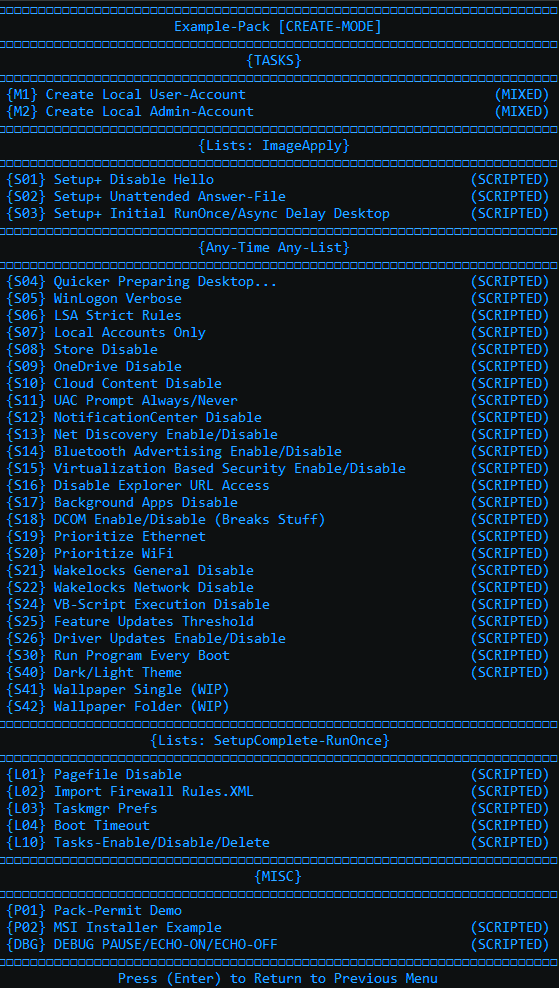 Example-Pack [CREATE-MODE]
{TASKS}
{M1} Create Local User-Account (MIXED)
{M2} Create Local Admin-Account (MIXED)
{Lists: ImageApply}
{S01} Setup+ Disable Hello (SCRIPTED)
{S02} Setup+ Unattended Answer-File (SCRIPTED)
{S03} Setup+ Initial RunOnce/Async Delay Desktop (SCRIPTED)
{Any-Time Any-List}
{S04} Quicker Preparing Desktop... (SCRIPTED)
{S05} WinLogon Verbose (SCRIPTED)
{S06} LSA Strict Rules (SCRIPTED)
{S07} Local Accounts Only (SCRIPTED)
{S08} Store Disable (SCRIPTED)
{S09} OneDrive Disable (SCRIPTED)
{S10} Cloud Content Disable (SCRIPTED)
{S11} UAC Prompt Always/Never (SCRIPTED)
{S12} NotificationCenter Disable (SCRIPTED)
{S13} Net Discovery Enable/Disable (SCRIPTED)
{S14} Bluetooth Advertising Enable/Disable (SCRIPTED)
{S15} Virtualization Based Security Enable/Disable (SCRIPTED)
{S16} Disable Explorer URL Access (SCRIPTED)
{S17} Background Apps Disable (SCRIPTED)
{S18} DCOM Enable/Disable (Breaks Stuff) (SCRIPTED)
{S19} Prioritize Ethernet (SCRIPTED)
{S20} Prioritize WiFi (SCRIPTED)
{S21} Wakelocks General Disable (SCRIPTED)
{S22} Wakelocks Network Disable (SCRIPTED)
{S24} VB-Script Execution Disable (SCRIPTED)
{S25} Feature Updates Threshold (SCRIPTED)
{S26} Driver Updates Enable/Disable (SCRIPTED)
{S30} Run Program Every Boot (SCRIPTED)
{S40} Dark/Light Theme (SCRIPTED)
{S41} Wallpaper Single (WIP)
{S42} Wallpaper Folder (WIP)
{Lists: SetupComplete-RunOnce}
{L01} Pagefile Disable (SCRIPTED)
{L02} Import Firewall Rules.XML (SCRIPTED)
{L03} Taskmgr Prefs (SCRIPTED)
{L04} Boot Timeout (SCRIPTED)
{L10} Tasks-Enable/Disable/Delete (SCRIPTED)
{MISC}
{P01} Pack-Permit Demo
{P02} MSI Installer Example (SCRIPTED)
{DBG} DEBUG PAUSE/ECHO-ON/ECHO-OFF (SCRIPTED)
Press (Enter) to Return to Previous Menu